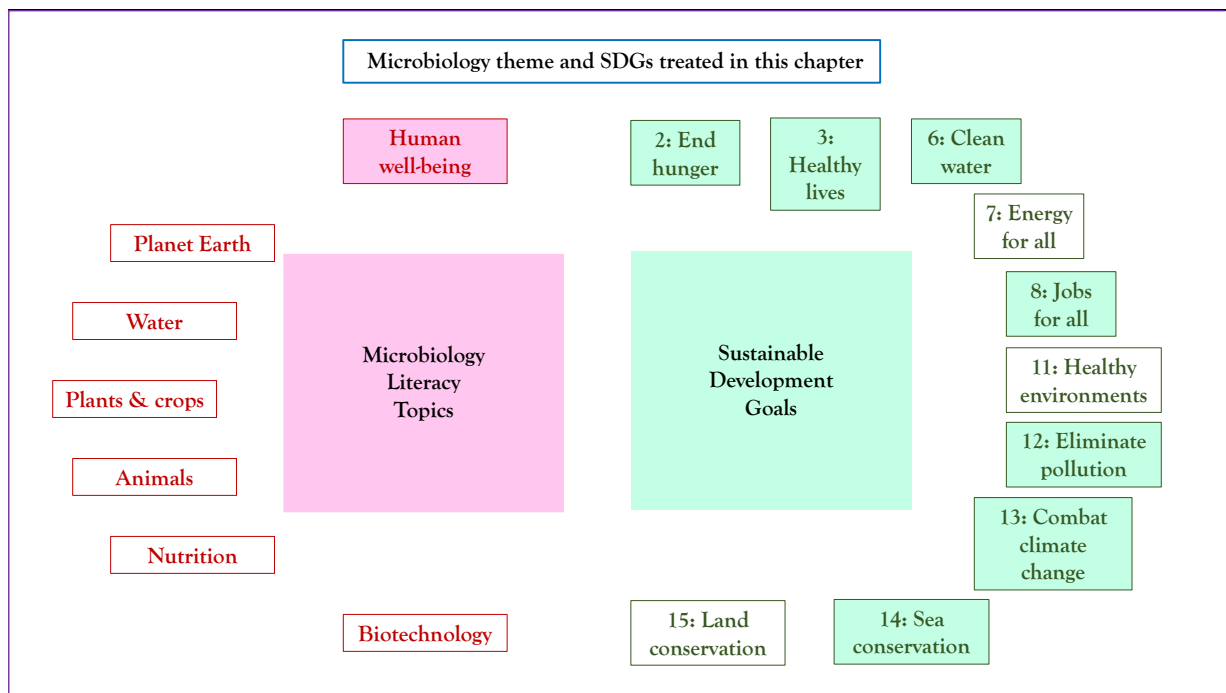 Microbiology theme and SDGs treated in this chapter
Human
well-being
Planet Earth
Water
Plants & crops
Animals
Nutrition
Biotechnology
Microbiology
Literacy
Topics
2: End
hunger
3:
Healthy
lives
6: Clean
water
7: Energy
for all
8: Jobs
for all
11: Healthy
environments
12: Eliminate
pollution
13: Combat
climate
change
14: Sea
conservation
15: Land
conservation
Sustainable
Development
Goals